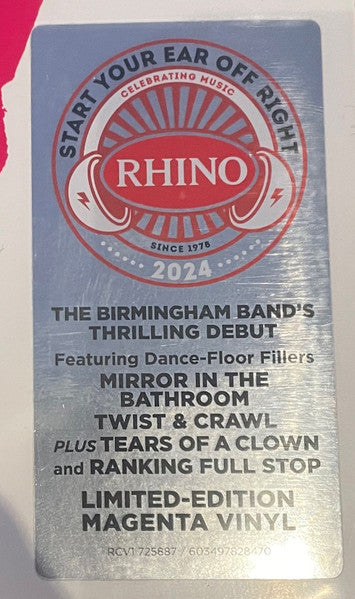 START YOUR EAR OFF RIGHT
CELEBRATING MUSIC
RHINO
SINCE 1978
2024
THE BIRMINGHAM BAND'S
THRILLING DEBUT
Featuring Dance-Floor Fillers
MIRROR IN THE
BATHROOM
TWIST & CRAWL
PLUS TEARS OF A CLOWN
and RANKING FULL STOP
LIMITED-EDITION
MAGENTA VINYL
RCV1 725887 / 603497828470